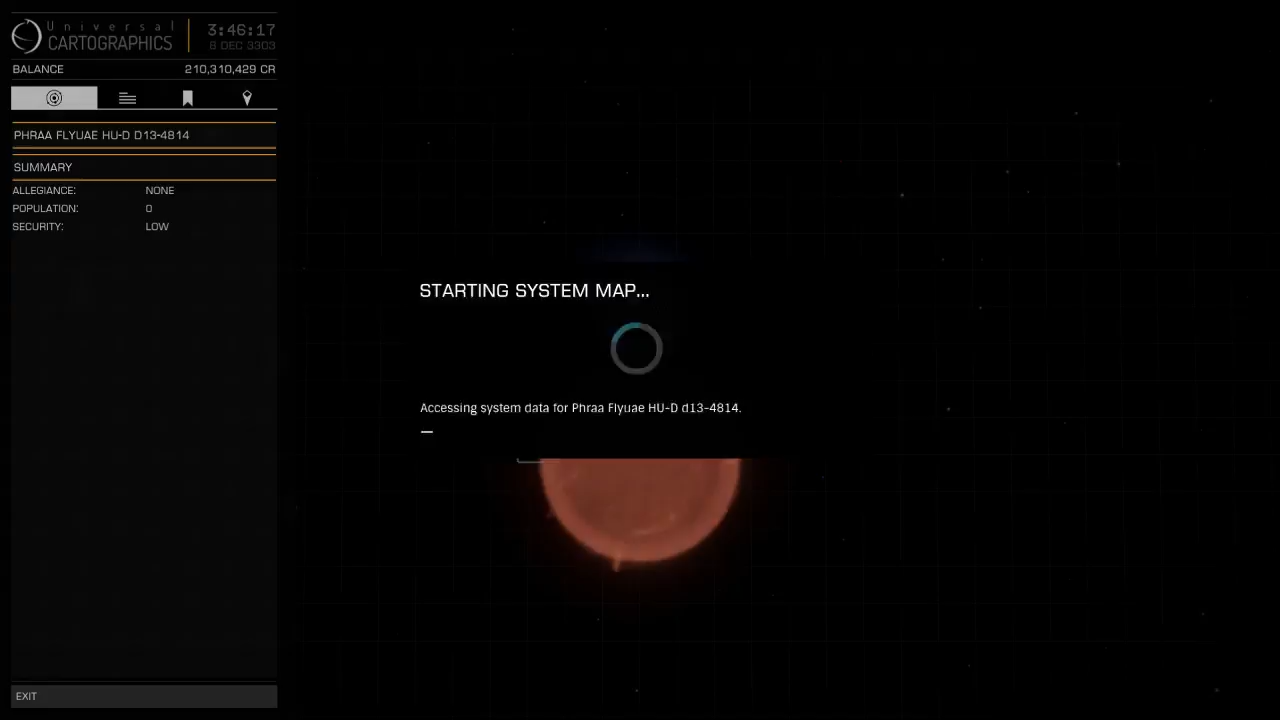 Universal
CARTOGRAPHICS
3:46:17
8 DEC 3303
BALANCE 210,310,429 CR
PHRAA FLYUAE HU-D D13-4814
SUMMARY
ALLEGIANCE: NONE
POPULATION: 0
SECURITY: LOW
STARTING SYSTEM MAP...
Accessing system data for Phraa Flyuae HU-D d13-4814.
EXIT